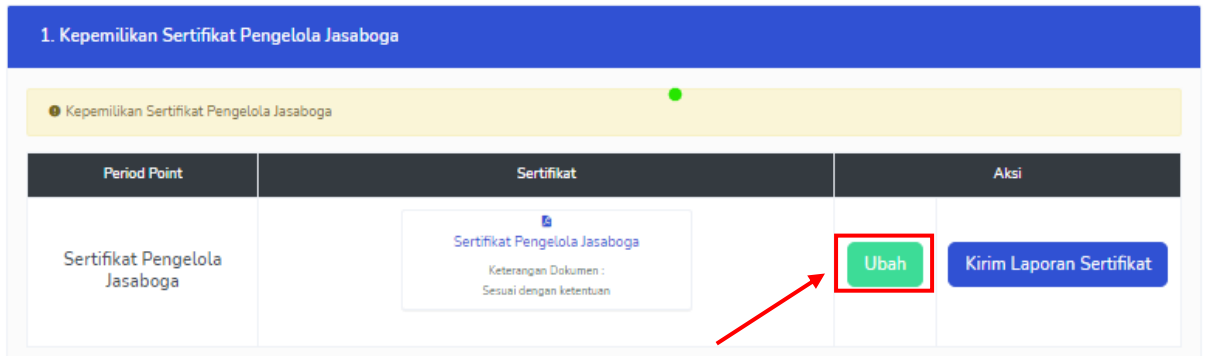 1. Kepemilikan Sertifikat Pengelola Jasaboga
Kepemilikan Sertifikat Pengelola Jasaboga
Period Point
Sertifikat
Aksi
Sertifikat Pengelola
Jasaboga
Sertifikat Pengelola Jasaboga
Keterangan Dokumen :
Sesuai dengan ketentuan
Ubah
Kirim Laporan Sertifikat